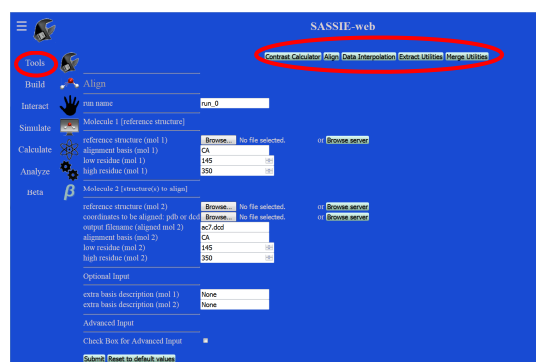 SASSIE-web
Contrast Calculator Align Data Interpolation Extract Utilities Merge Utilities
Tools
Build
Interact
Simulate
Calculate
Analyze
Beta
Align
run name run_0
Molecule 1 [reference structure]
reference structure (mol 1) Browse... No file selected. or Browse server
alignment basis (mol 1) CA
low residue (mol 1) 145
high residue (mol 1) 350
Molecule 2 [structure(s) to align]
reference structure (mol 2) Browse... No file selected. or Browse server
coordinates to be aligned: pdb or dcd Browse... No file selected. or Browse server
output filename (aligned mol 2) ac7.dcd
alignment basis (mol 2) CA
low residue (mol 2) 145
high residue (mol 2) 350
Optional Input
extra basis description (mol 1) None
extra basis description (mol 2) None
Advanced Input
Check Box for Advanced Input
Submit Reset to default values